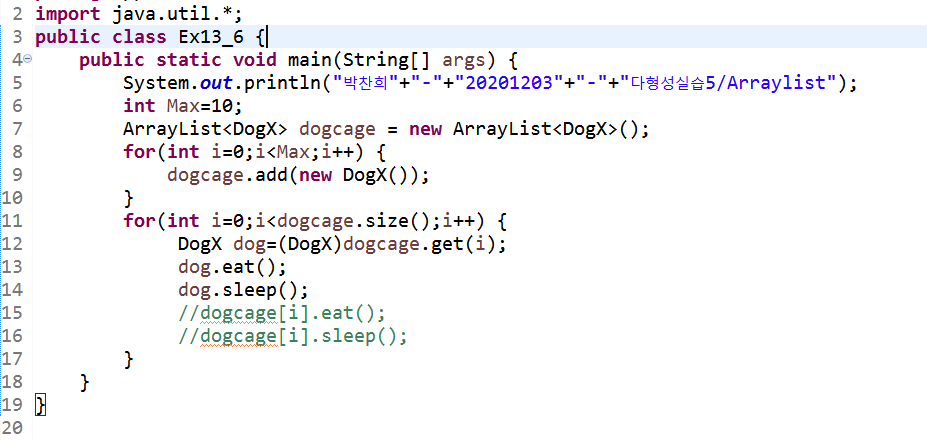 2 import java.util.*;
3 public class Ex13_6 {
4 public static void main(String[] args) {
5 System.out.println("박찬희"+"-"+"20201203"+"-"+"다형성실습5/Arraylist");
6 int Max=10;
7 ArrayList<DogX> dogcage = new ArrayList<DogX>();
8 for(int i=0;i<Max;i++) {
9 dogcage.add(new DogX());
10 }
11 for(int i=0;i<dogcage.size();i++) {
12 DogX dog=(DogX)dogcage.get(i);
13 dog.eat();
14 dog.sleep();
15 //dogcage[i].eat();
16 //dogcage[i].sleep();
17 }
18 }
19 }
20